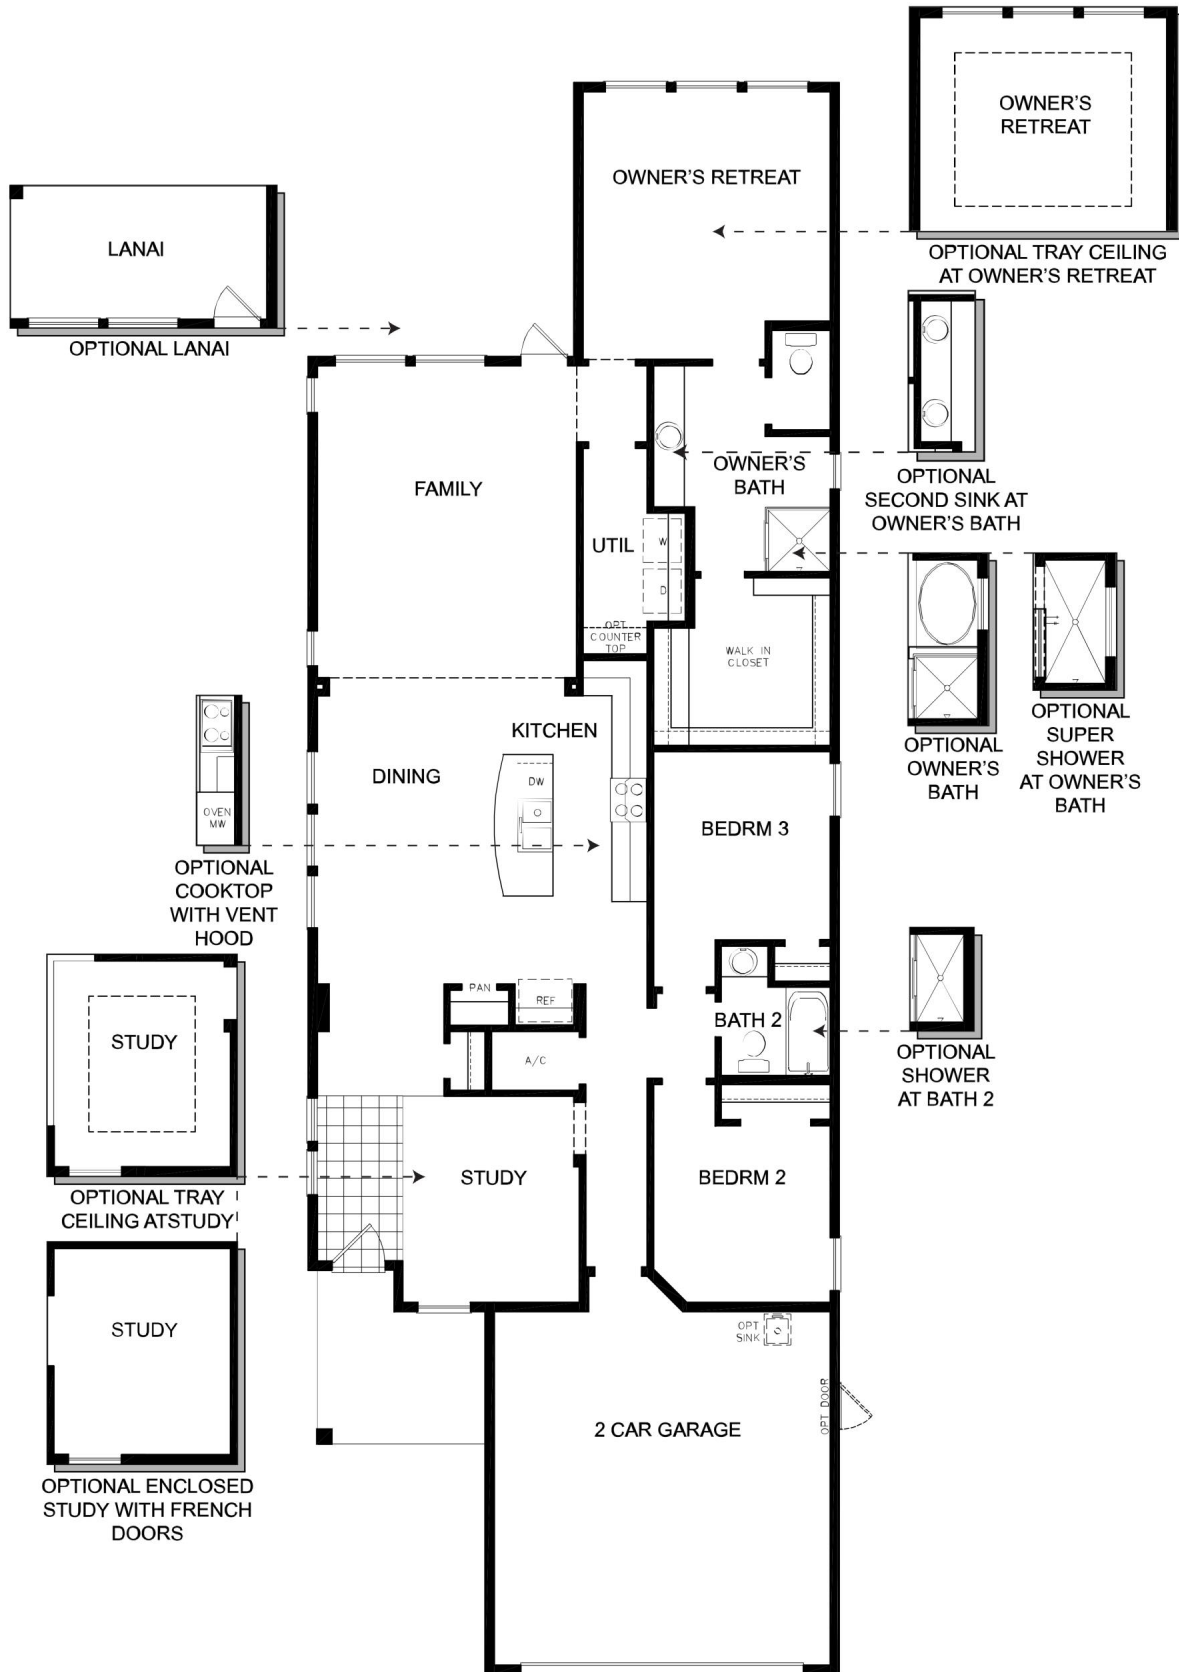 OWNER'S
RETREAT
OPTIONAL TRAY CEILING
AT OWNER'S RETREAT
OWNER'S RETREAT
LANAI
OPTIONAL LANAI
OPTIONAL
SECOND SINK AT
OWNER'S BATH
OWNER'S
BATH
FAMILY
UTIL
W
D
OPT
COUNTER
TOP
WALK IN
CLOSET
OPTIONAL
OWNER'S
BATH
OPTIONAL
SUPER
SHOWER
AT OWNER'S
BATH
KITCHEN
DINING
DW
OVEN
MW
OPTIONAL
COOKTOP
WITH VENT
HOOD
BEDRM 3
PAN
REF
A/C
BATH 2
OPTIONAL
SHOWER
AT BATH 2
STUDY
OPTIONAL TRAY
CEILING ATSTUDY
STUDY
BEDRM 2
STUDY
OPTIONAL ENCLOSED
STUDY WITH FRENCH
DOORS
OPT
SINK
OPT DOOR
2 CAR GARAGE